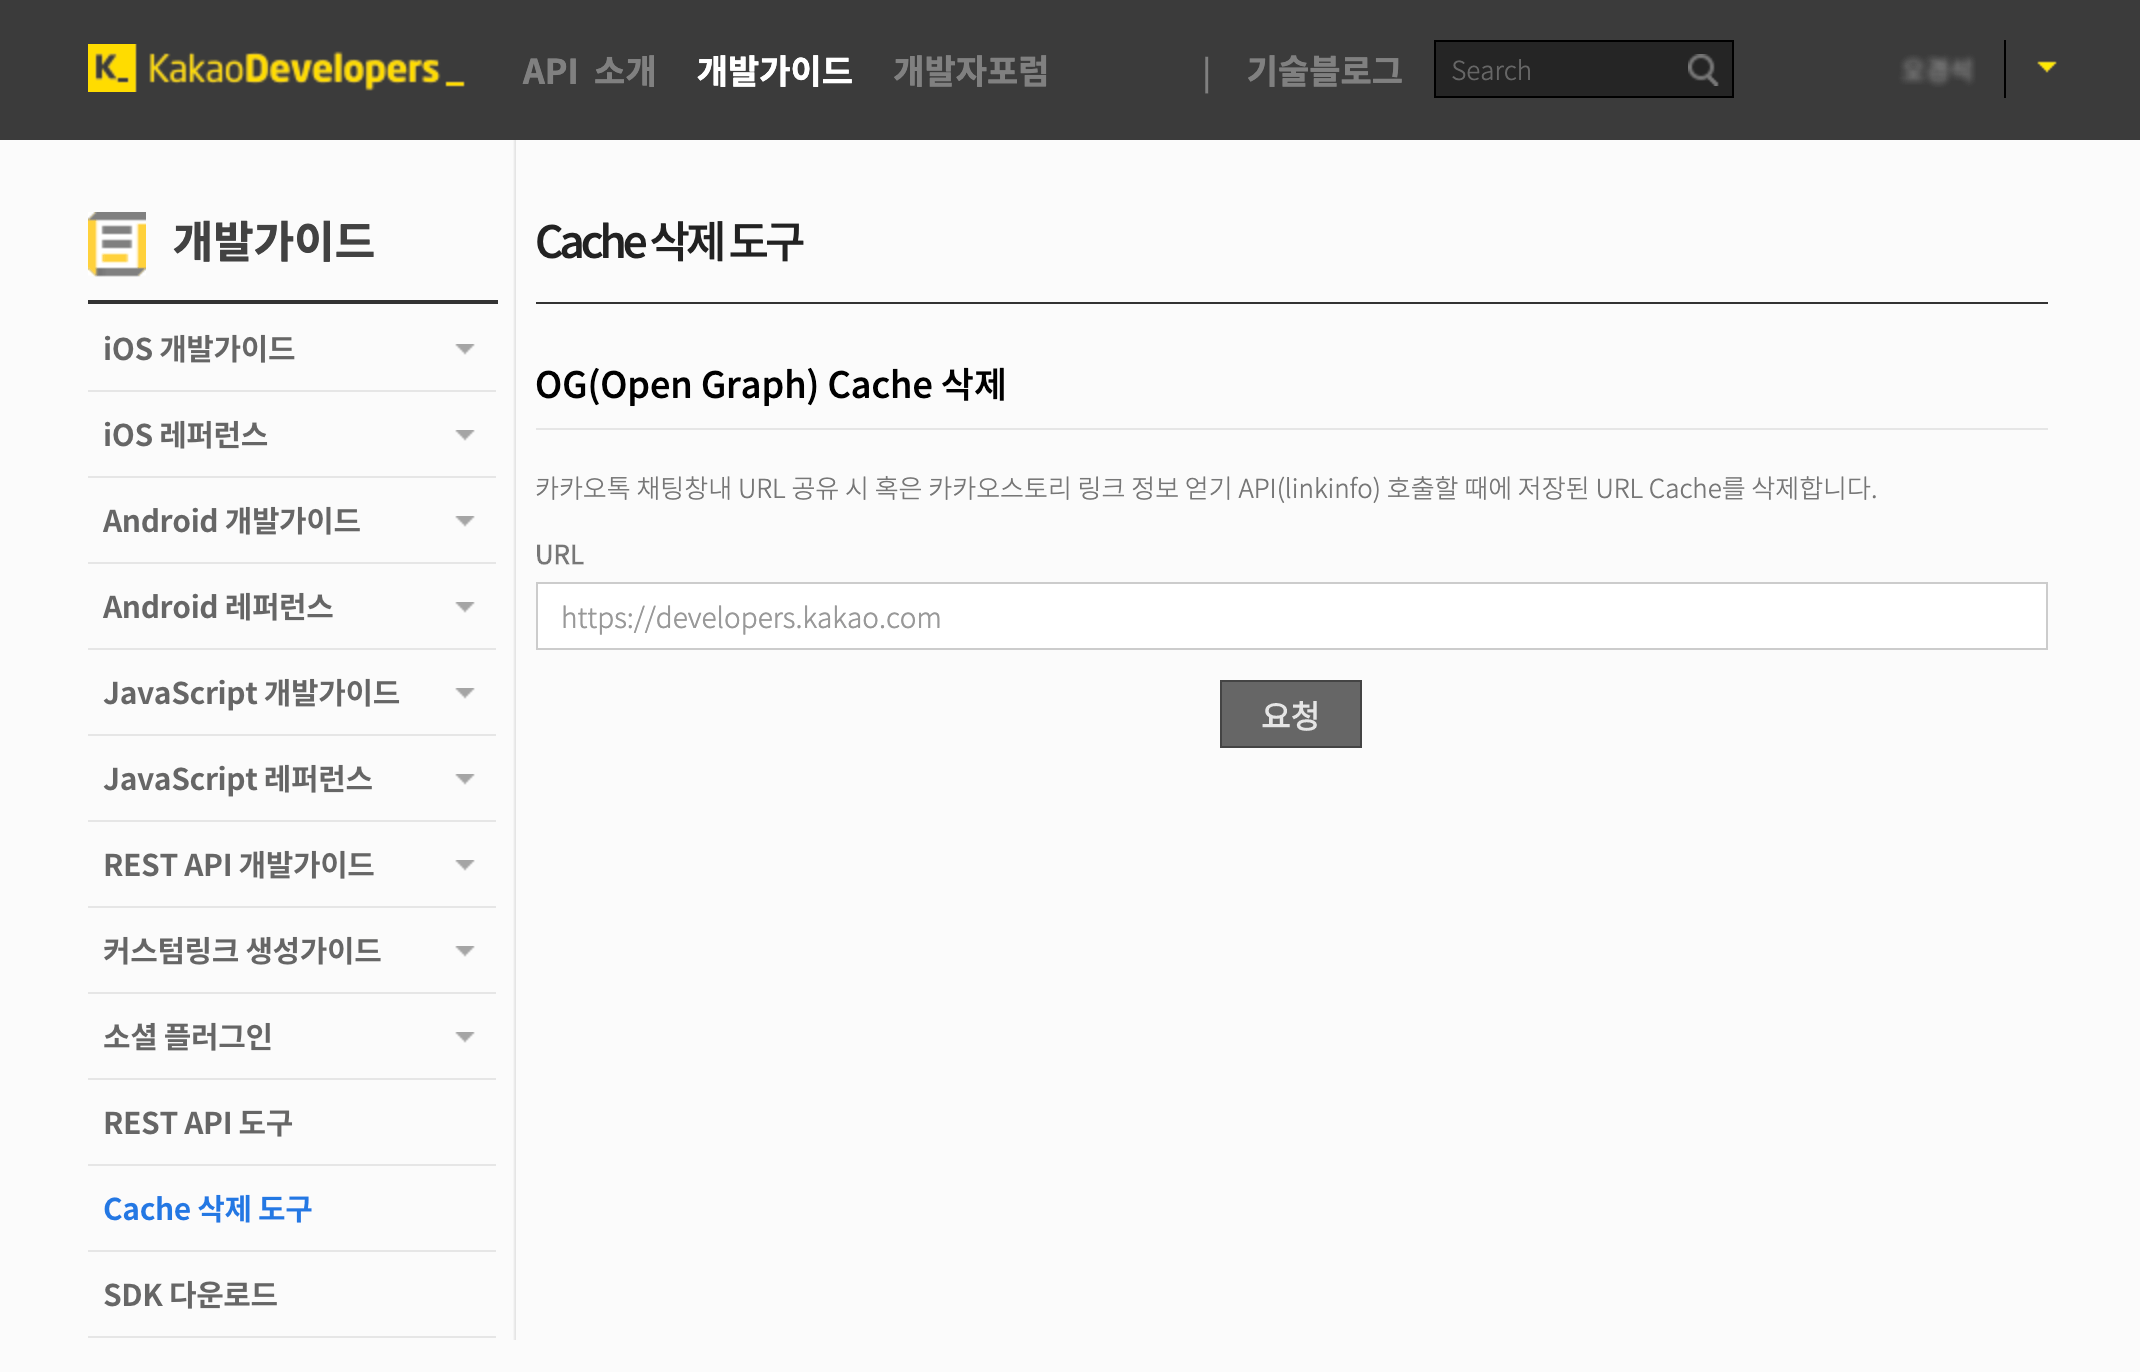 K_ KakaoDevelopers_ API 소개 개발가이드 개발자포럼 | 기술블로그 Search
개발가이드
iOS 개발가이드
iOS 레퍼런스
Android 개발가이드
Android 레퍼런스
JavaScript 개발가이드
JavaScript 레퍼런스
REST API 개발가이드
커스텀링크 생성가이드
소셜 플러그인
REST API 도구
Cache 삭제 도구
SDK 다운로드
Cache 삭제 도구
OG(Open Graph) Cache 삭제
카카오톡 채팅창내 URL 공유 시 혹은 카카오스토리 링크 정보 얻기 API(linkinfo) 호출할 때에 저장된 URL Cache를 삭제합니다.
URL
https://developers.kakao.com
요청